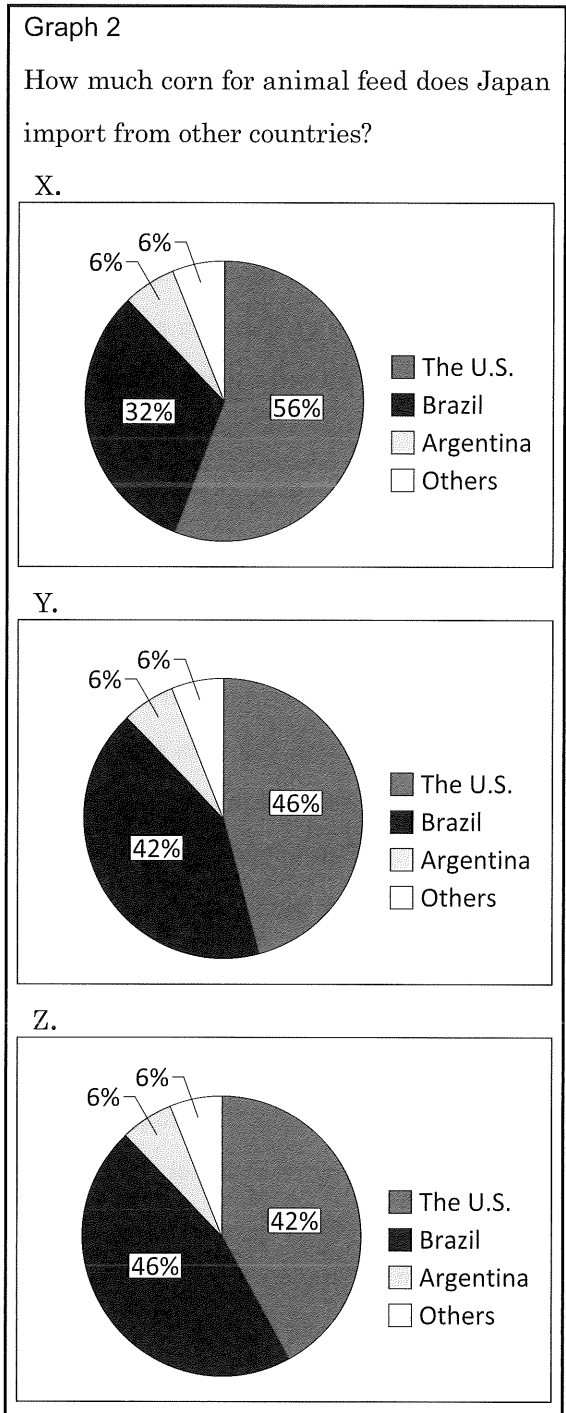 Graph 2
How much corn for animal feed does Japan
import from other countries?
X.
6%
6%
32%
56%
The U.S.
Brazil
Argentina
Others
Y.
6%
6%
46%
42%
The U.S.
Brazil
Argentina
Others
Z.
6%
6%
42%
46%
The U.S.
Brazil
Argentina
Others